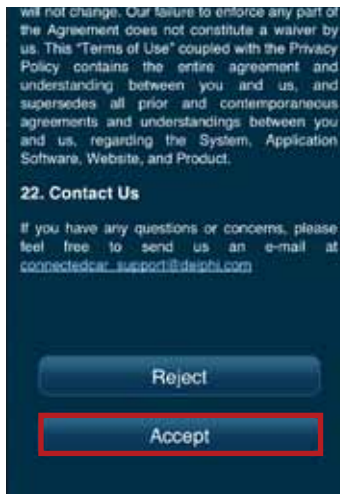 will not change. Our failure to enforce any part of
the Agreement does not constitute a waiver by
us. This "Terms of Use" coupled with the Privacy
Policy contains the entire agreement and
understanding between you and us, and
supersedes all prior and contemporaneous
agreements and understandings between you
and us, regarding the System, Application
Software, Website, and Product.
22. Contact Us
If you have any questions or concerns, please
feel free to send us an e-mail at
connectedcar_support@delphi.com
Reject
Accept